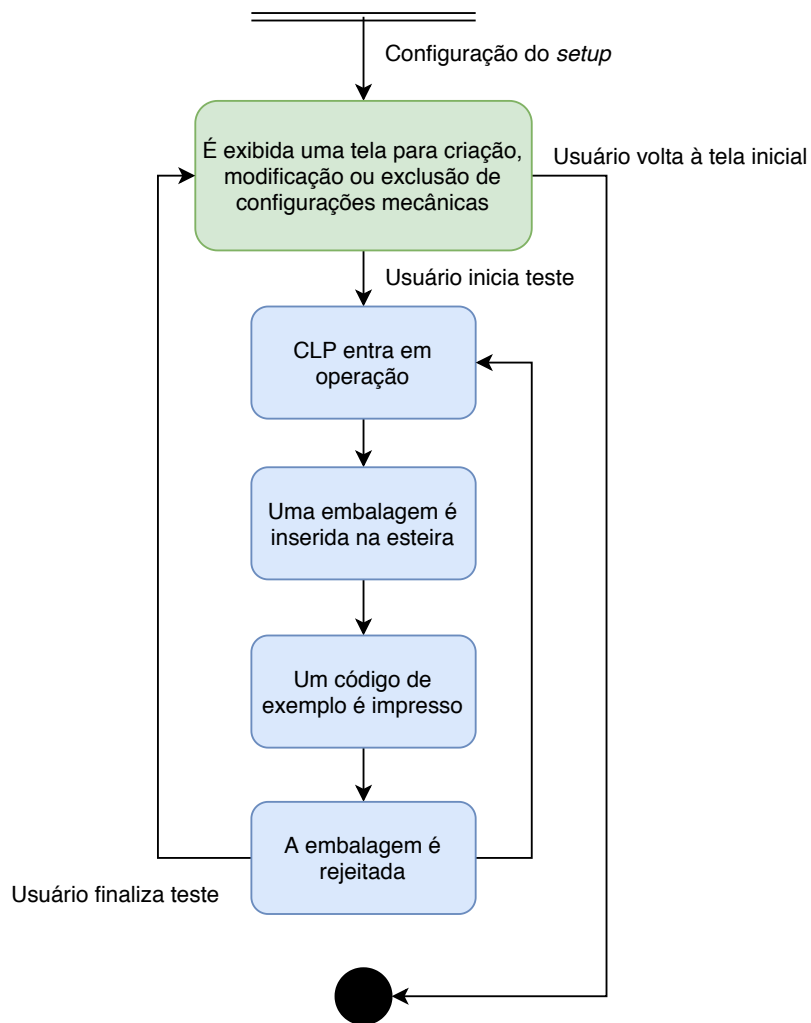 Configuração do setup
É exibida uma tela para criação,
modificação ou exclusão de
configurações mecânicas
Usuário volta à tela inicial
Usuário inicia teste
CLP entra em
operação
Uma embalagem é
inserida na esteira
Um código de
exemplo é impresso
A embalagem é
rejeitada
Usuário finaliza teste